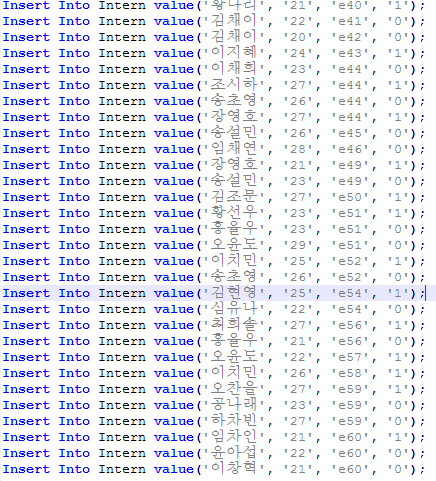 Insert Into Intern value('황나리', '21', 'e40', '1');
Insert Into Intern value('김채이', '22', 'e41', '0');
Insert Into Intern value('김채이', '20', 'e42', '0');
Insert Into Intern value('이지혜', '24', 'e43', '1');
Insert Into Intern value('이채희', '23', 'e44', '0');
Insert Into Intern value('조시하', '27', 'e44', '1');
Insert Into Intern value('송초영', '26', 'e44', '0');
Insert Into Intern value('장영호', '27', 'e44', '1');
Insert Into Intern value('송설민', '26', 'e45', '0');
Insert Into Intern value('임채연', '28', 'e46', '0');
Insert Into Intern value('장영호', '21', 'e49', '1');
Insert Into Intern value('송설민', '23', 'e49', '0');
Insert Into Intern value('김조문', '27', 'e50', '1');
Insert Into Intern value('황선우', '23', 'e51', '1');
Insert Into Intern value('홍율우', '23', 'e51', '0');
Insert Into Intern value('오윤도', '29', 'e51', '0');
Insert Into Intern value('이치민', '25', 'e52', '1');
Insert Into Intern value('송초영', '26', 'e52', '0');
Insert Into Intern value('김현영', '25', 'e54', '1');
Insert Into Intern value('심유나', '22', 'e54', '0');
Insert Into Intern value('최희솔', '27', 'e56', '1');
Insert Into Intern value('홍율우', '21', 'e56', '0');
Insert Into Intern value('오윤도', '22', 'e57', '1');
Insert Into Intern value('이치민', '26', 'e58', '1');
Insert Into Intern value('오찬을', '27', 'e59', '1');
Insert Into Intern value('공나래', '23', 'e59', '0');
Insert Into Intern value('하차빈', '27', 'e59', '0');
Insert Into Intern value('임차인', '21', 'e60', '1');
Insert Into Intern value('윤아섭', '22', 'e60', '0');
Insert Into Intern value('이창혁', '21', 'e60', '0');